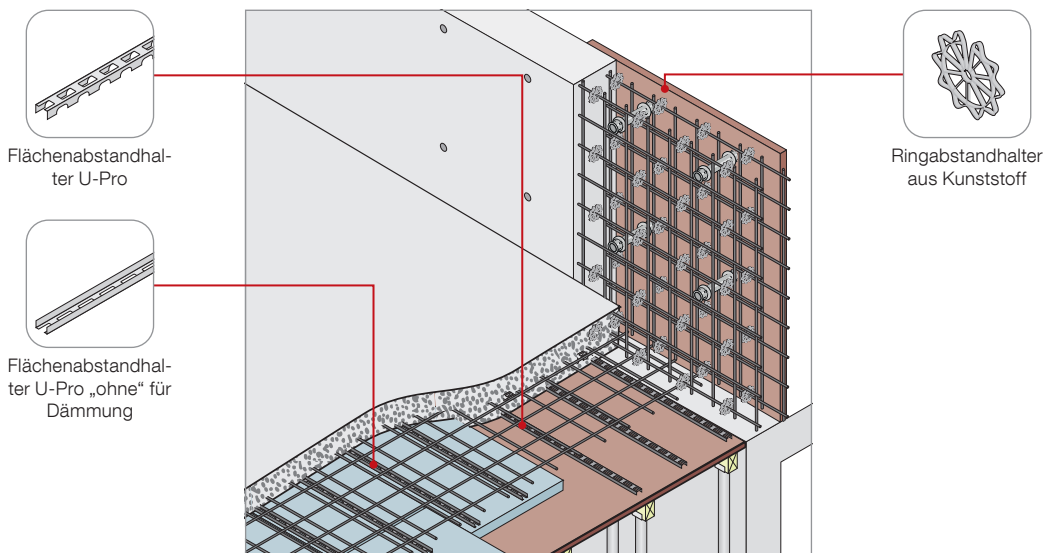 Flächenabstandhal-
ter U-Pro
Flächenabstandhal-
ter U-Pro „ohne“ für
Dämmung
Ringabstandhalter
aus Kunststoff